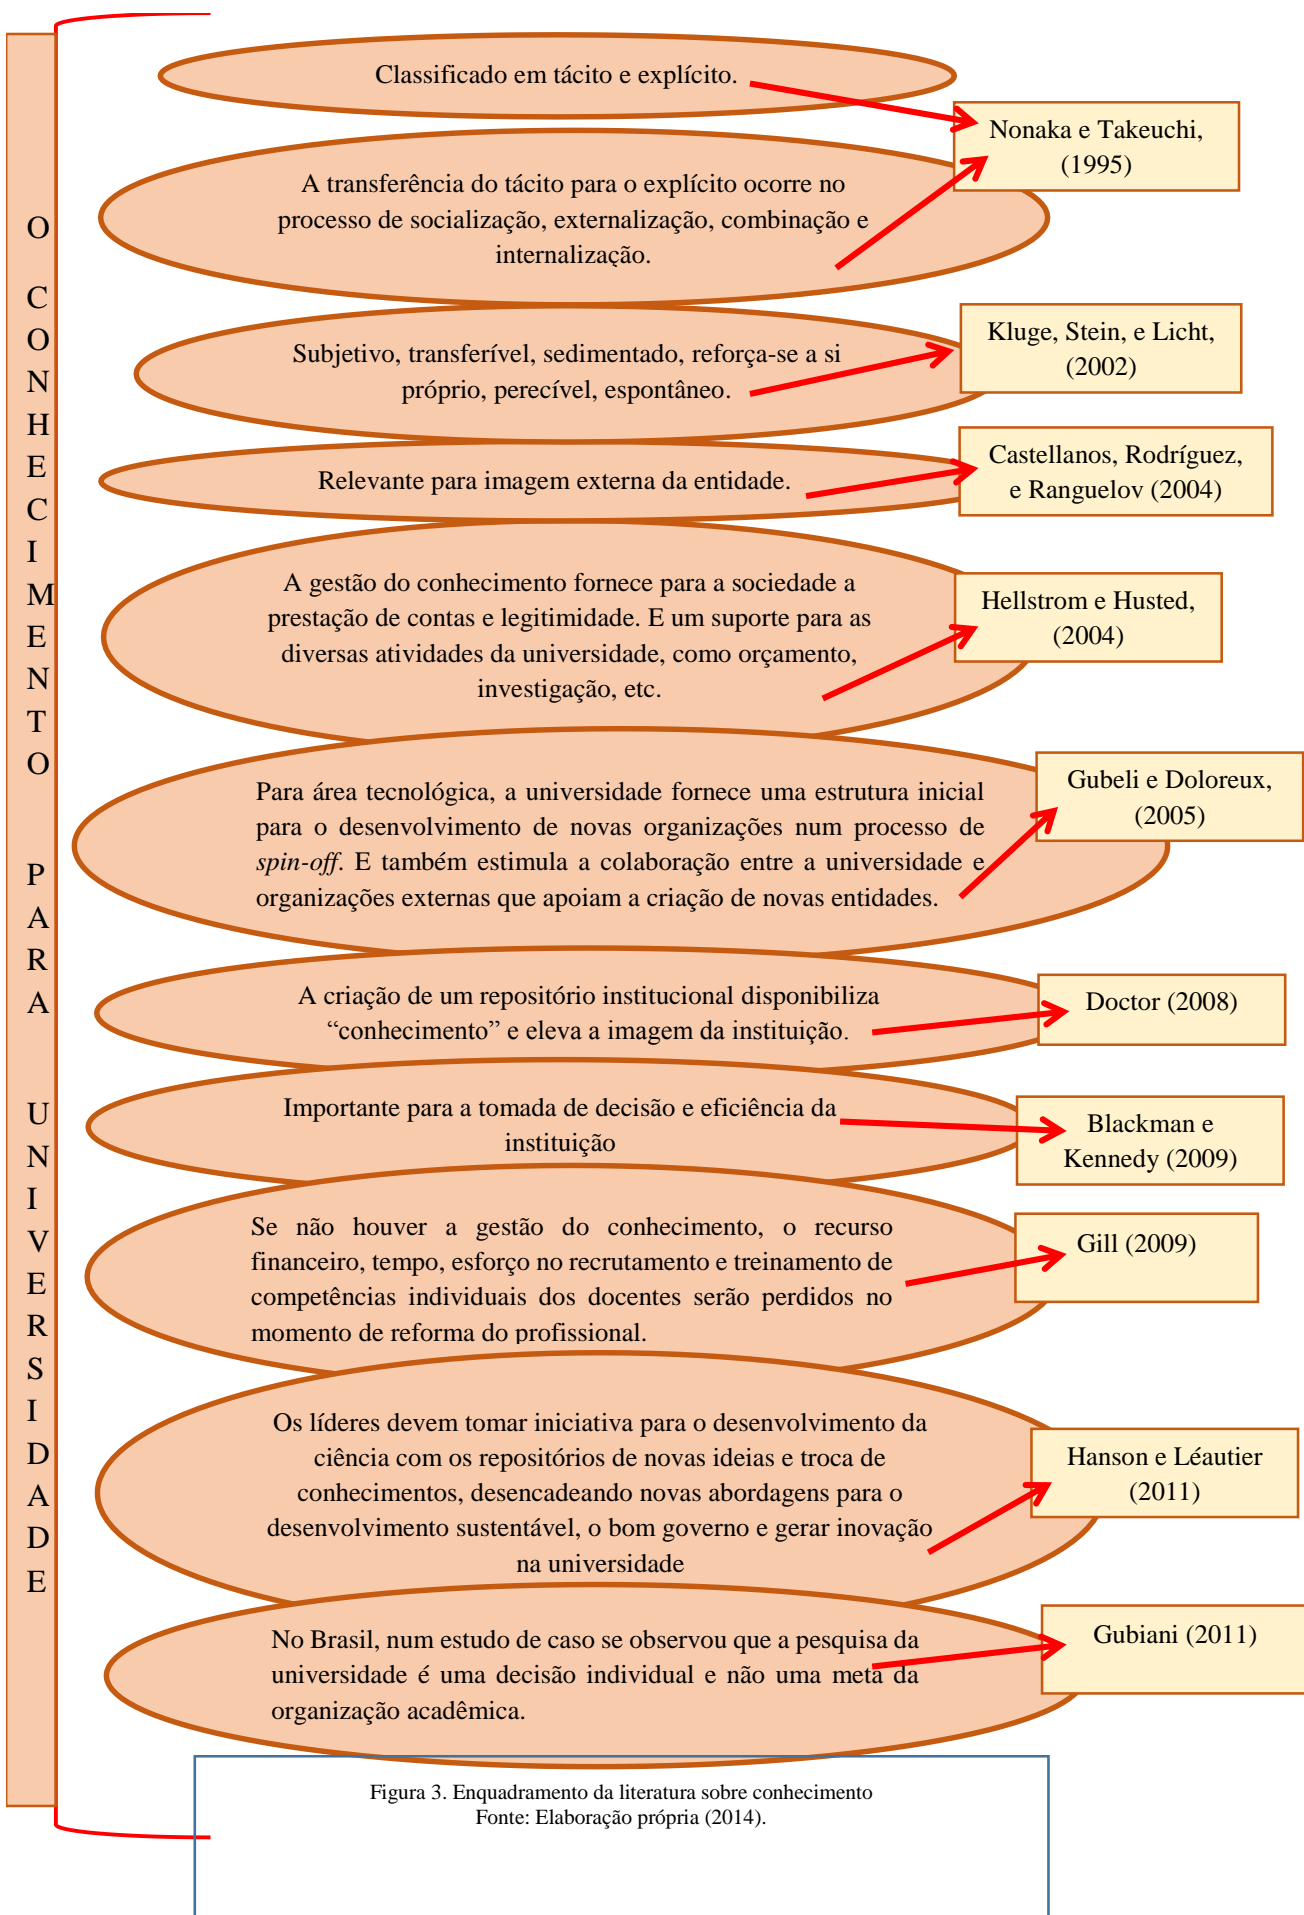 O CONHECIMENTO PARA UNIVERSIDADE
Classificado em tácito e explícito.
Nonaka e Takeuchi,
(1995)
A transferência do tácito para o explícito ocorre no
processo de socialização, externalização, combinação e
internalização.
Subjetivo, transferível, sedimentado, reforça-se a si
próprio, perecível, espontâneo.
Kluge, Stein, e Licht,
(2002)
Relevante para imagem externa da entidade.
Castellanos, Rodríguez,
e Ranguelov (2004)
A gestão do conhecimento fornece para a sociedade a
prestação de contas e legitimidade. E um suporte para as
diversas atividades da universidade, como orçamento,
investigação, etc.
Hellstrom e Husted,
(2004)
Para área tecnológica, a universidade fornece uma estrutura inicial
para o desenvolvimento de novas organizações num processo de
spin-off. E também estimula a colaboração entre a universidade e
organizações externas que apoiam a criação de novas entidades.
Gubeli e Doloreux,
(2005)
A criação de um repositório institucional disponibiliza
“conhecimento” e eleva a imagem da instituição.
Doctor (2008)
Importante para a tomada de decisão e eficiência da
instituição
Blackman e
Kennedy (2009)
Se não houver a gestão do conhecimento, o recurso
financeiro, tempo, esforço no recrutamento e treinamento de
competências individuais dos docentes serão perdidos no
momento de reforma do profissional.
Gill (2009)
Os líderes devem tomar iniciativa para o desenvolvimento da
ciência com os repositórios de novas ideias e troca de
conhecimentos, desencadeando novas abordagens para o
desenvolvimento sustentável, o bom governo e gerar inovação
na universidade
Hanson e Léautier
(2011)
No Brasil, num estudo de caso se observou que a pesquisa da
universidade é uma decisão individual e não uma meta da
organização acadêmica.
Gubiani (2011)
Figura 3. Enquadramento da literatura sobre conhecimento
Fonte: Elaboração própria (2014).